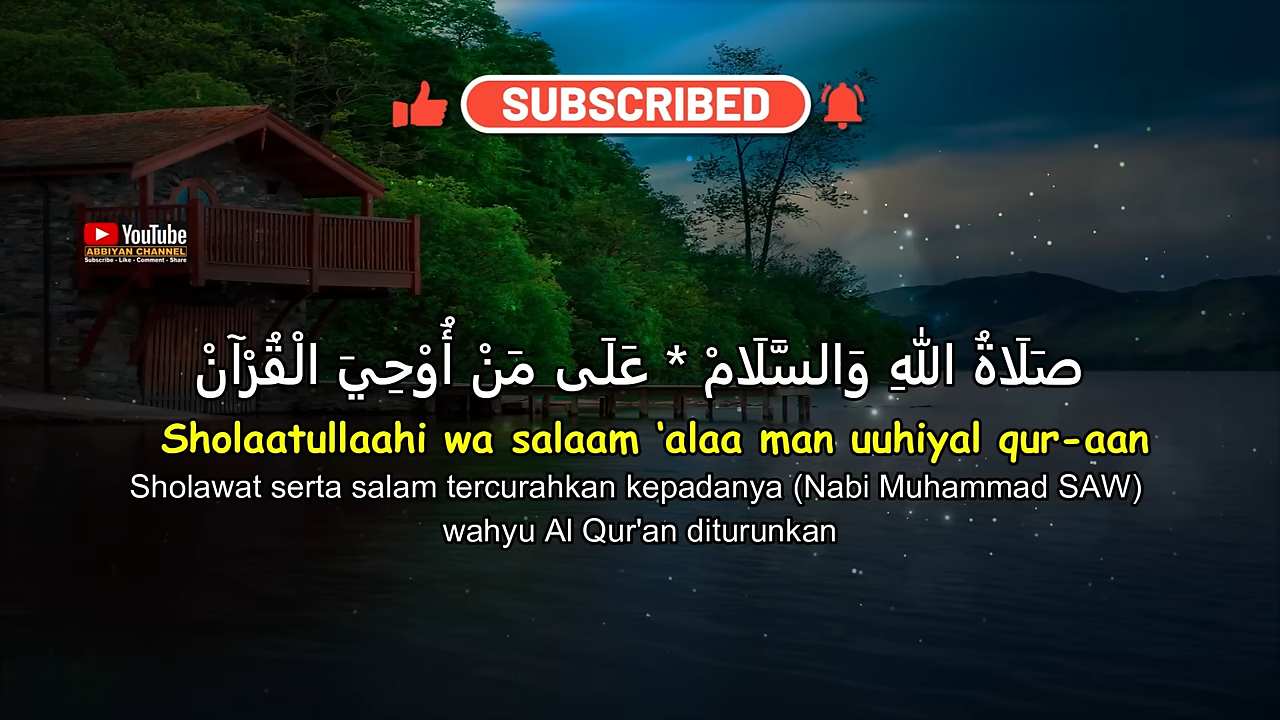 SUBSCRIBED
YouTube
ABBIYAN CHANNEL
Subscribe - Like - Comment - Share
صَلَاةُ اللهِ وَالسَّلَامْ * عَلَى مَنْ أُوْحِيَ الْقُرْآنْ
Sholaatullaahi wa salaam ‘alaa man uuhiyal qur-aan
Sholawat serta salam tercurahkan kepadanya (Nabi Muhammad SAW)
wahyu Al Qur'an diturunkan